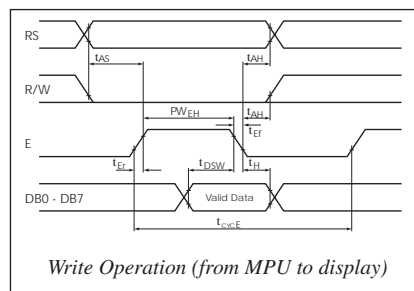 RS
tAS
tAH
R/W
PWEH
tAH
tEf
E
tEr
tDSW
tH
DB0 - DB7
Valid Data
tCYCE
Write Operation (from MPU to display)